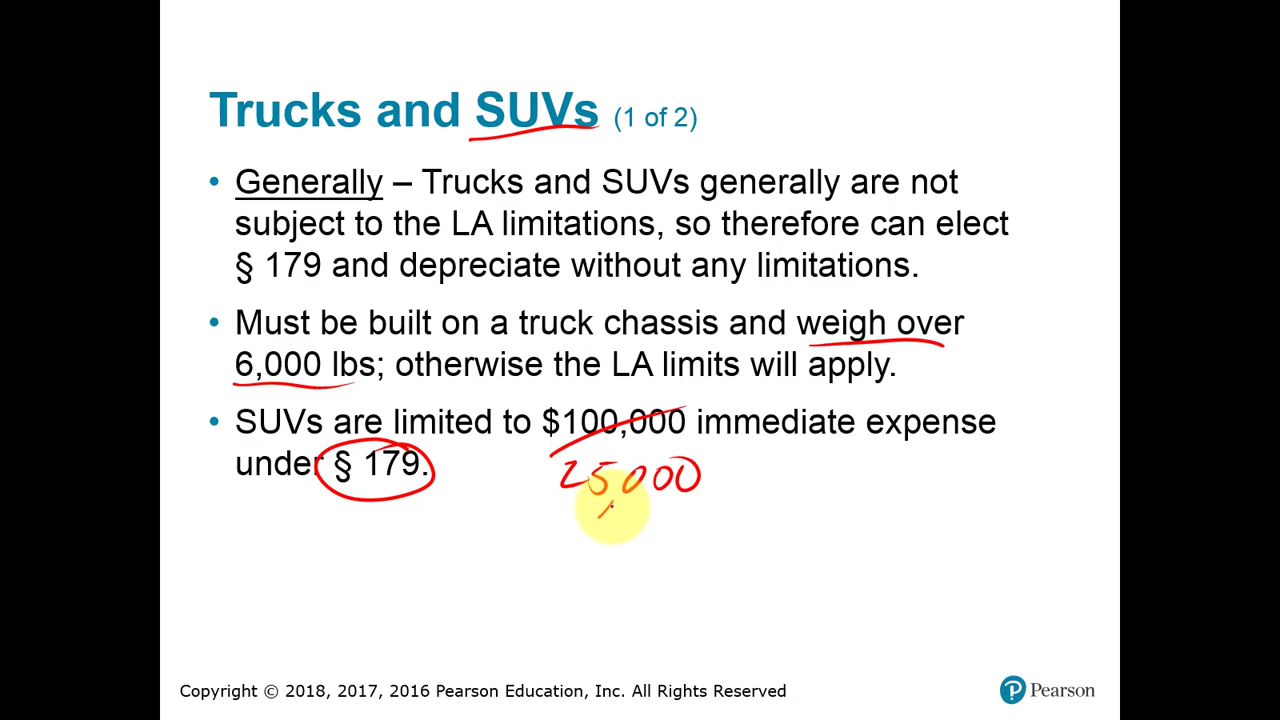 Trucks and SUVs (1 of 2)
• Generally – Trucks and SUVs generally are not
subject to the LA limitations, so therefore can elect
§ 179 and depreciate without any limitations.
• Must be built on a truck chassis and weigh over
6,000 lbs; otherwise the LA limits will apply.
• SUVs are limited to $100,000 immediate expense
under § 179.
25,000
Copyright © 2018, 2017, 2016 Pearson Education, Inc. All Rights Reserved
P Pearson